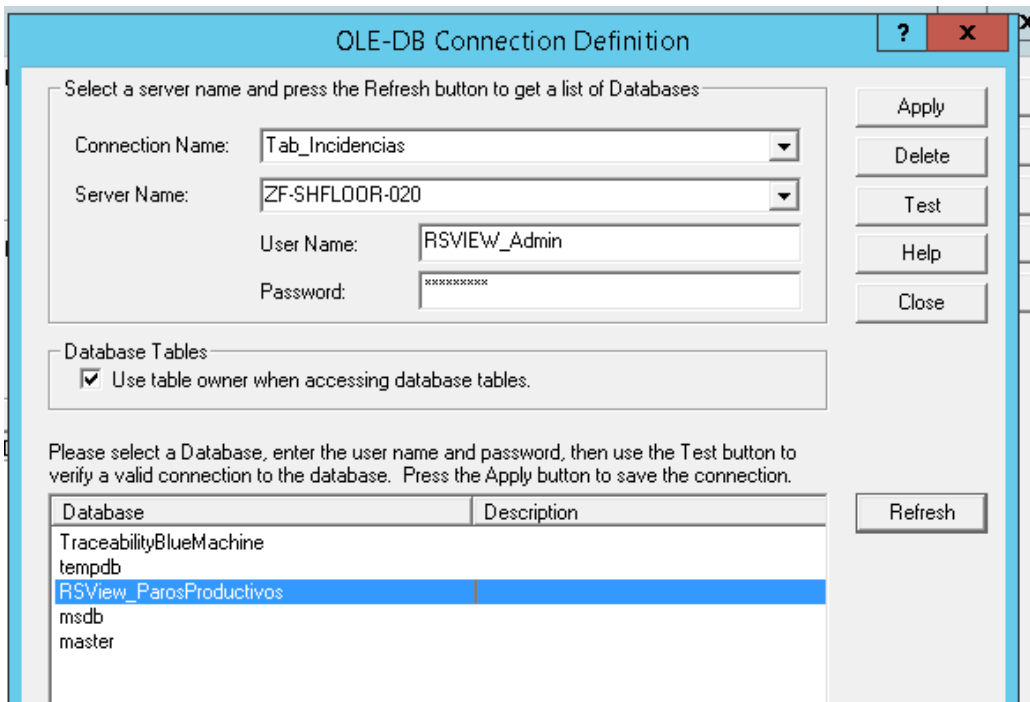 OLE-DB Connection Definition
?
x
Select a server name and press the Refresh button to get a list of Databases
Apply
Connection Name:
Tab_Incidencias
Delete
Server Name:
ZF-SHFLOOR-020
Test
User Name:
RSVIEW_Admin
Help
Password:
*********
Close
Database Tables
Use table owner when accessing database tables.
Please select a Database, enter the user name and password, then use the Test button to
verify a valid connection to the database. Press the Apply button to save the connection.
Database
Description
Refresh
TraceabilityBlueMachine
tempdb
RSView_ParosProductivos
msdb
master